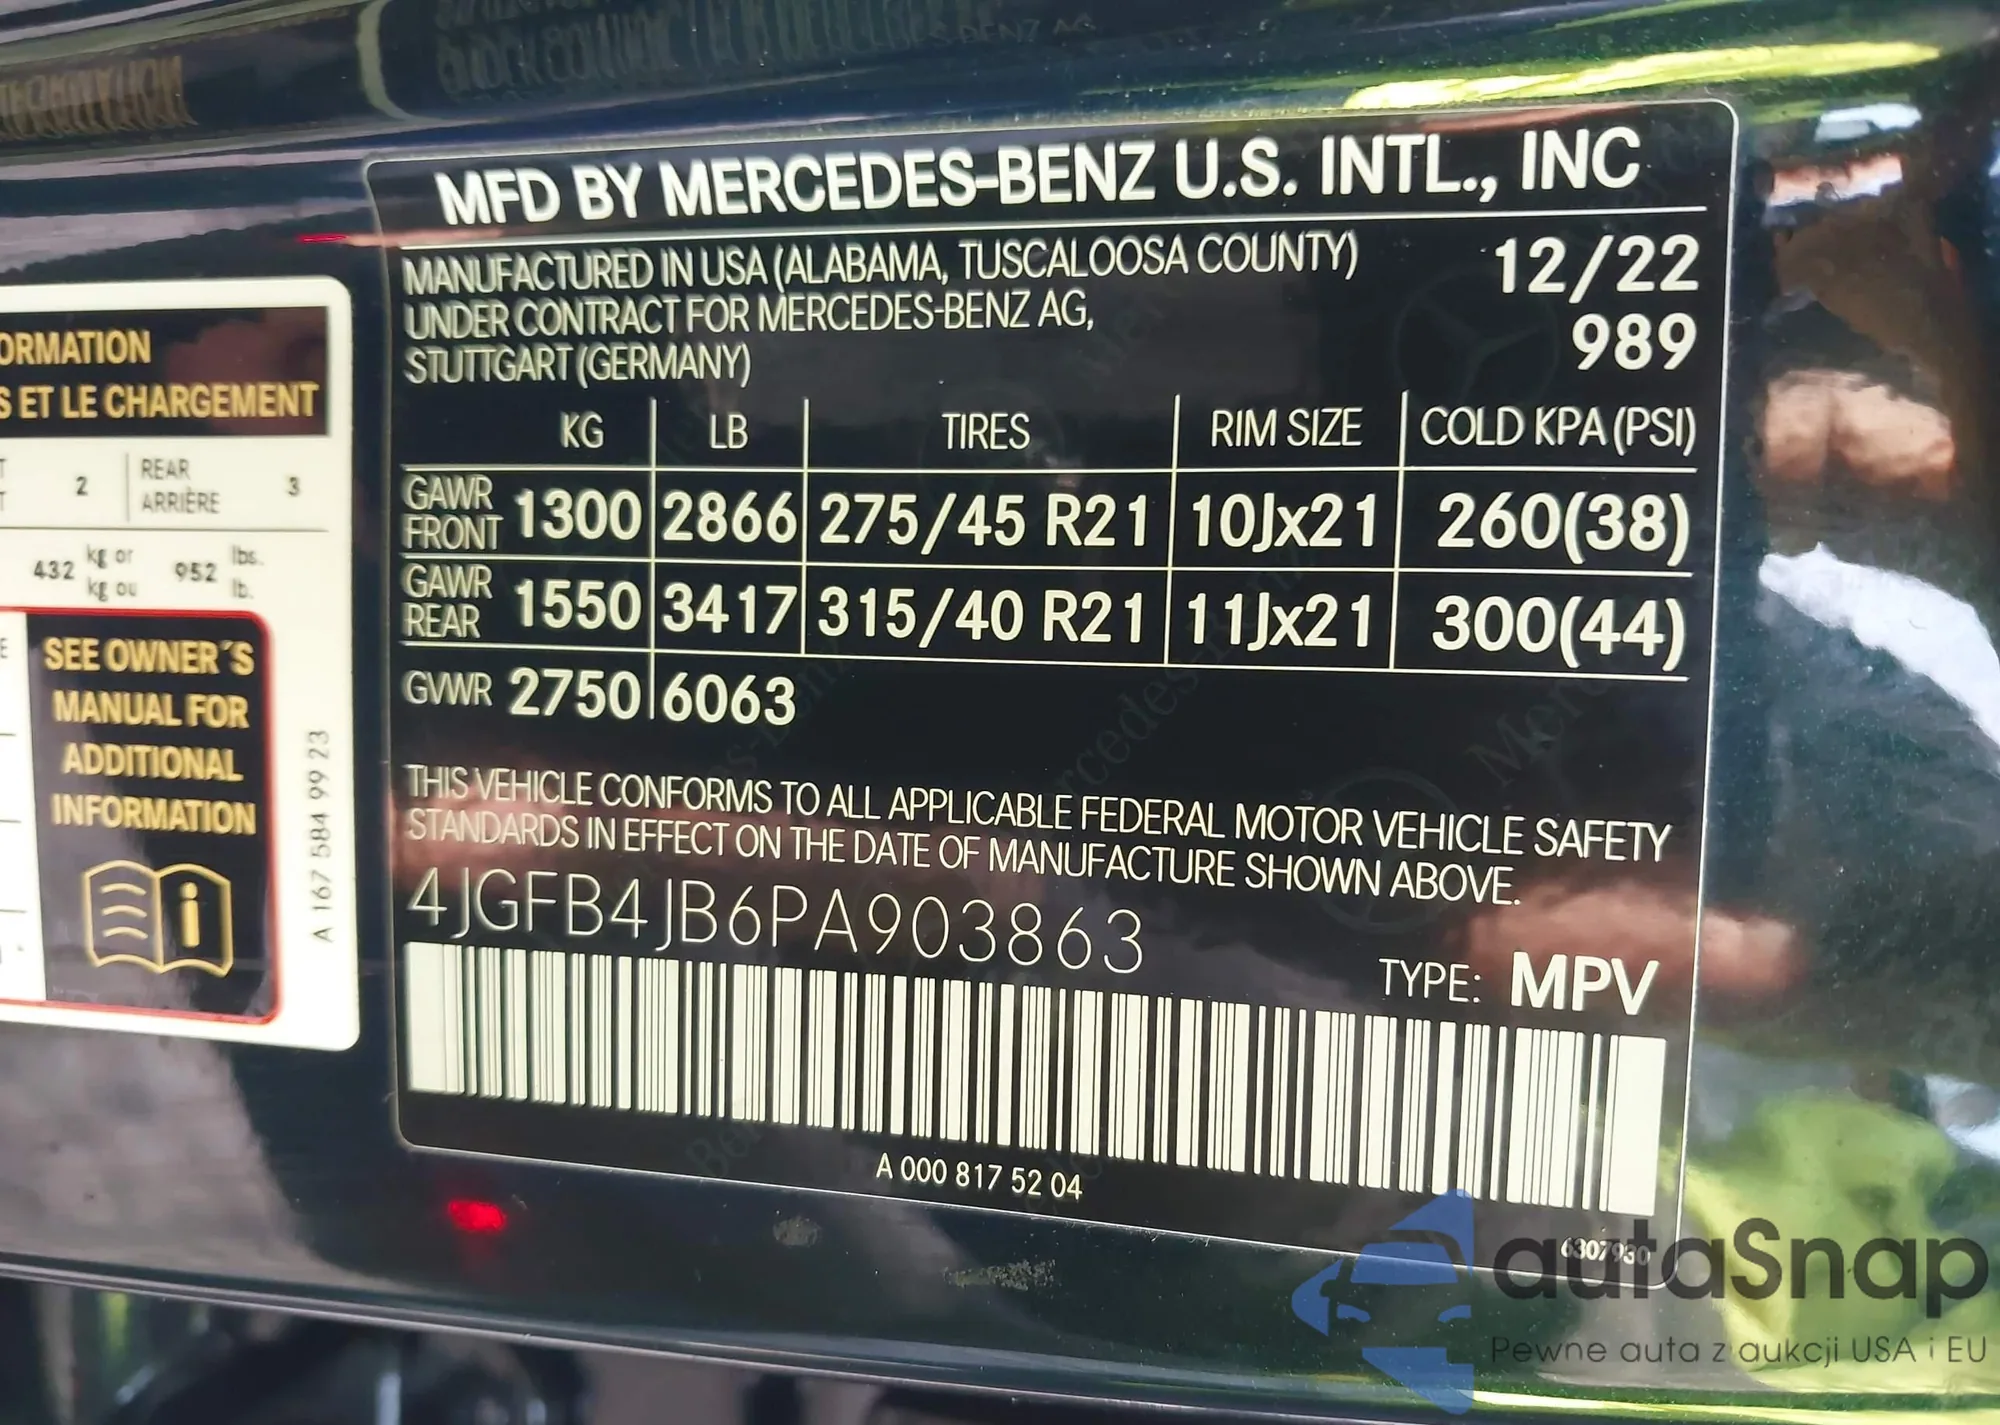 MFD BY MERCEDES-BENZ U.S. INTL., INC
MANUFACTURED IN USA (ALABAMA, TUSCALOOSA COUNTY) 12/22
UNDER CONTRACT FOR MERCEDES-BENZ AG,
STUTTGART (GERMANY) 989
KG LB TIRES RIM SIZE COLD KPA (PSI)
GAWR FRONT 1300 2866 275/45 R21 10Jx21 260(38)
GAWR REAR 1550 3417 315/40 R21 11Jx21 300(44)
GVWR 2750 6063
THIS VEHICLE CONFORMS TO ALL APPLICABLE FEDERAL MOTOR VEHICLE SAFETY
STANDARDS IN EFFECT ON THE DATE OF MANUFACTURE SHOWN ABOVE.
4JGFB4JB6PA903863
TYPE: MPV
A 000 817 52 04
6307930
ORMATION
S ET LE CHARGEMENT
2 REAR 3
ARRIÈRE
432 kg or 952 lbs.
kg ou lb.
SEE OWNER´S
MANUAL FOR
ADDITIONAL
INFORMATION
i
A 167 584 99 23
autaSnap
Pewne auta z aukcji USA i EU